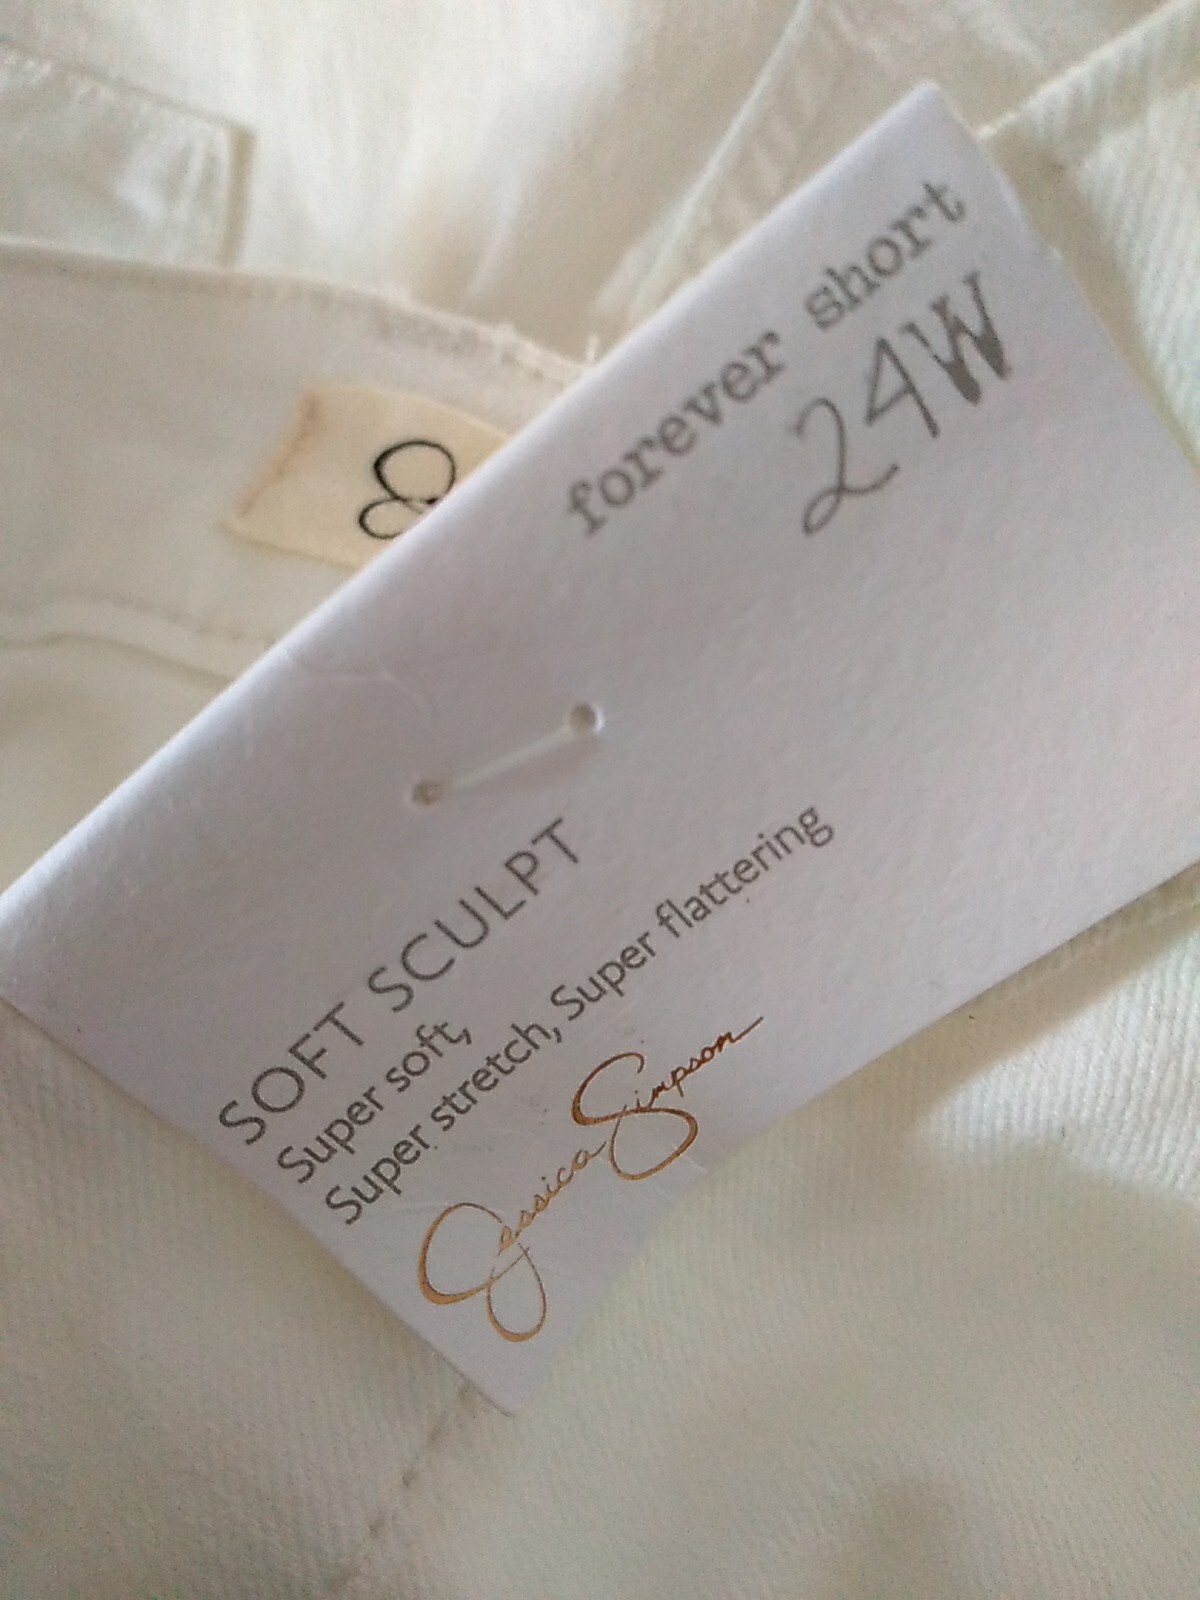 forever short
24W
SOFT SCULPT
Super soft,
Super stretch, Super flattering
Jessica Simpson